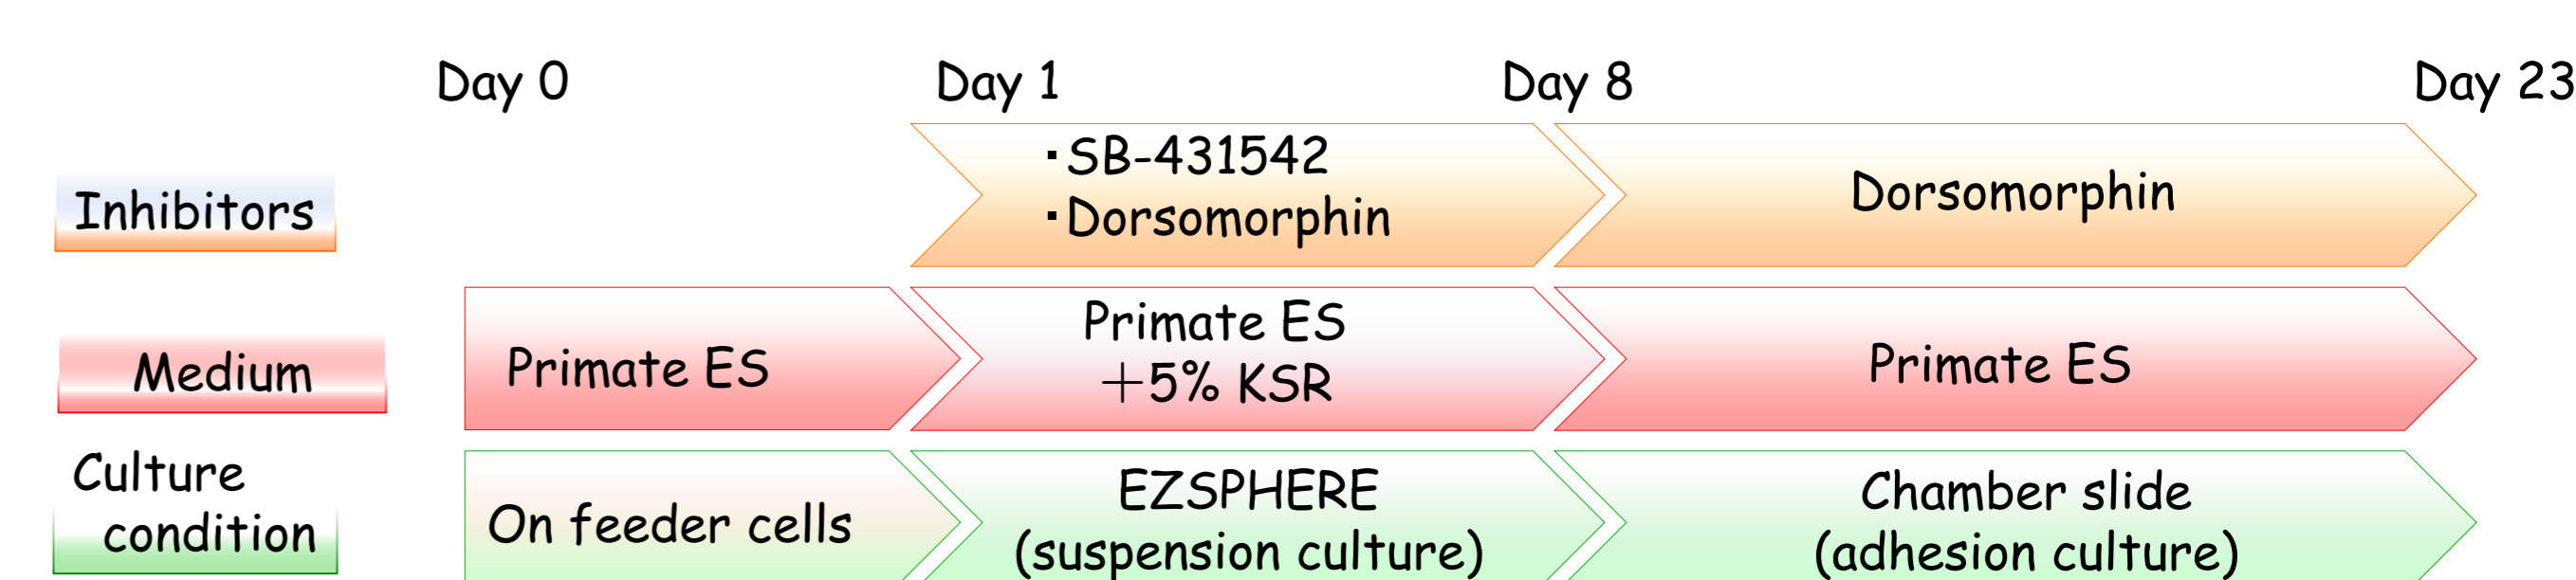 Day 0 Day 1 Day 8 Day 23
Inhibitors
・SB-431542
・Dorsomorphin
Dorsomorphin
Medium
Primate ES
Primate ES
+5% KSR
Primate ES
Culture
condition
On feeder cells
EZSPHERE
(suspension culture)
Chamber slide
(adhesion culture)